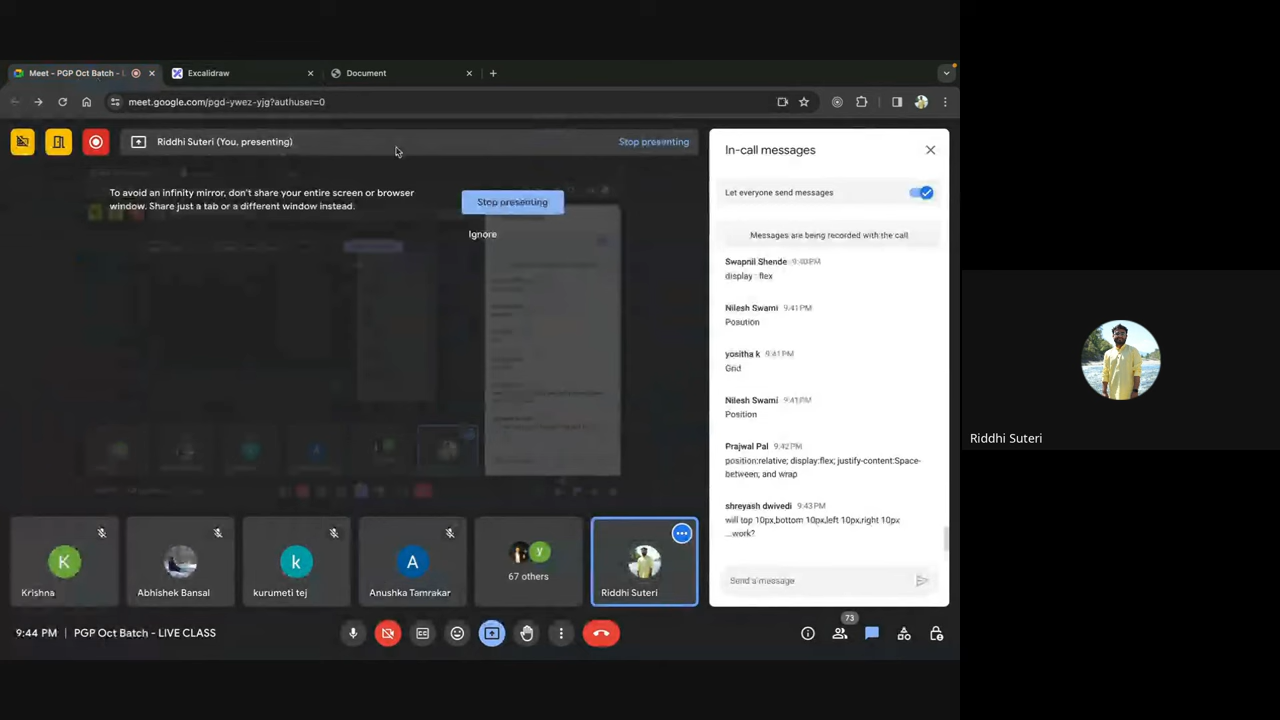 Meet - PGP Oct Batch - L
Excalidraw
Document
meet.google.com/pgd-ywez-yjg?authuser=0
Riddhi Suteri (You, presenting)
Stop presenting
To avoid an infinity mirror, don't share your entire screen or browser
window. Share just a tab or a different window instead.
Stop presenting
Ignore
In-call messages
Let everyone send messages
Messages are being recorded with the call
Swapnil Shende 9:40 PM
display : flex
Nilesh Swami 9:41 PM
Posution
yositha k 9:41 PM
Grid
Nilesh Swami 9:41 PM
Position
Prajwal Pal 9:42 PM
position:relative; display:flex; justify-content:Space-
between; and wrap
shreyash dwivedi 9:43 PM
will top 10px,bottom 10px,left 10px,right 10px
...work?
Send a message
K
k
A
y
67 others
Krishna
Abhishek Bansal
kurumeti tej
Anushka Tamrakar
Riddhi Suteri
9:44 PM | PGP Oct Batch - LIVE CLASS
73
Riddhi Suteri